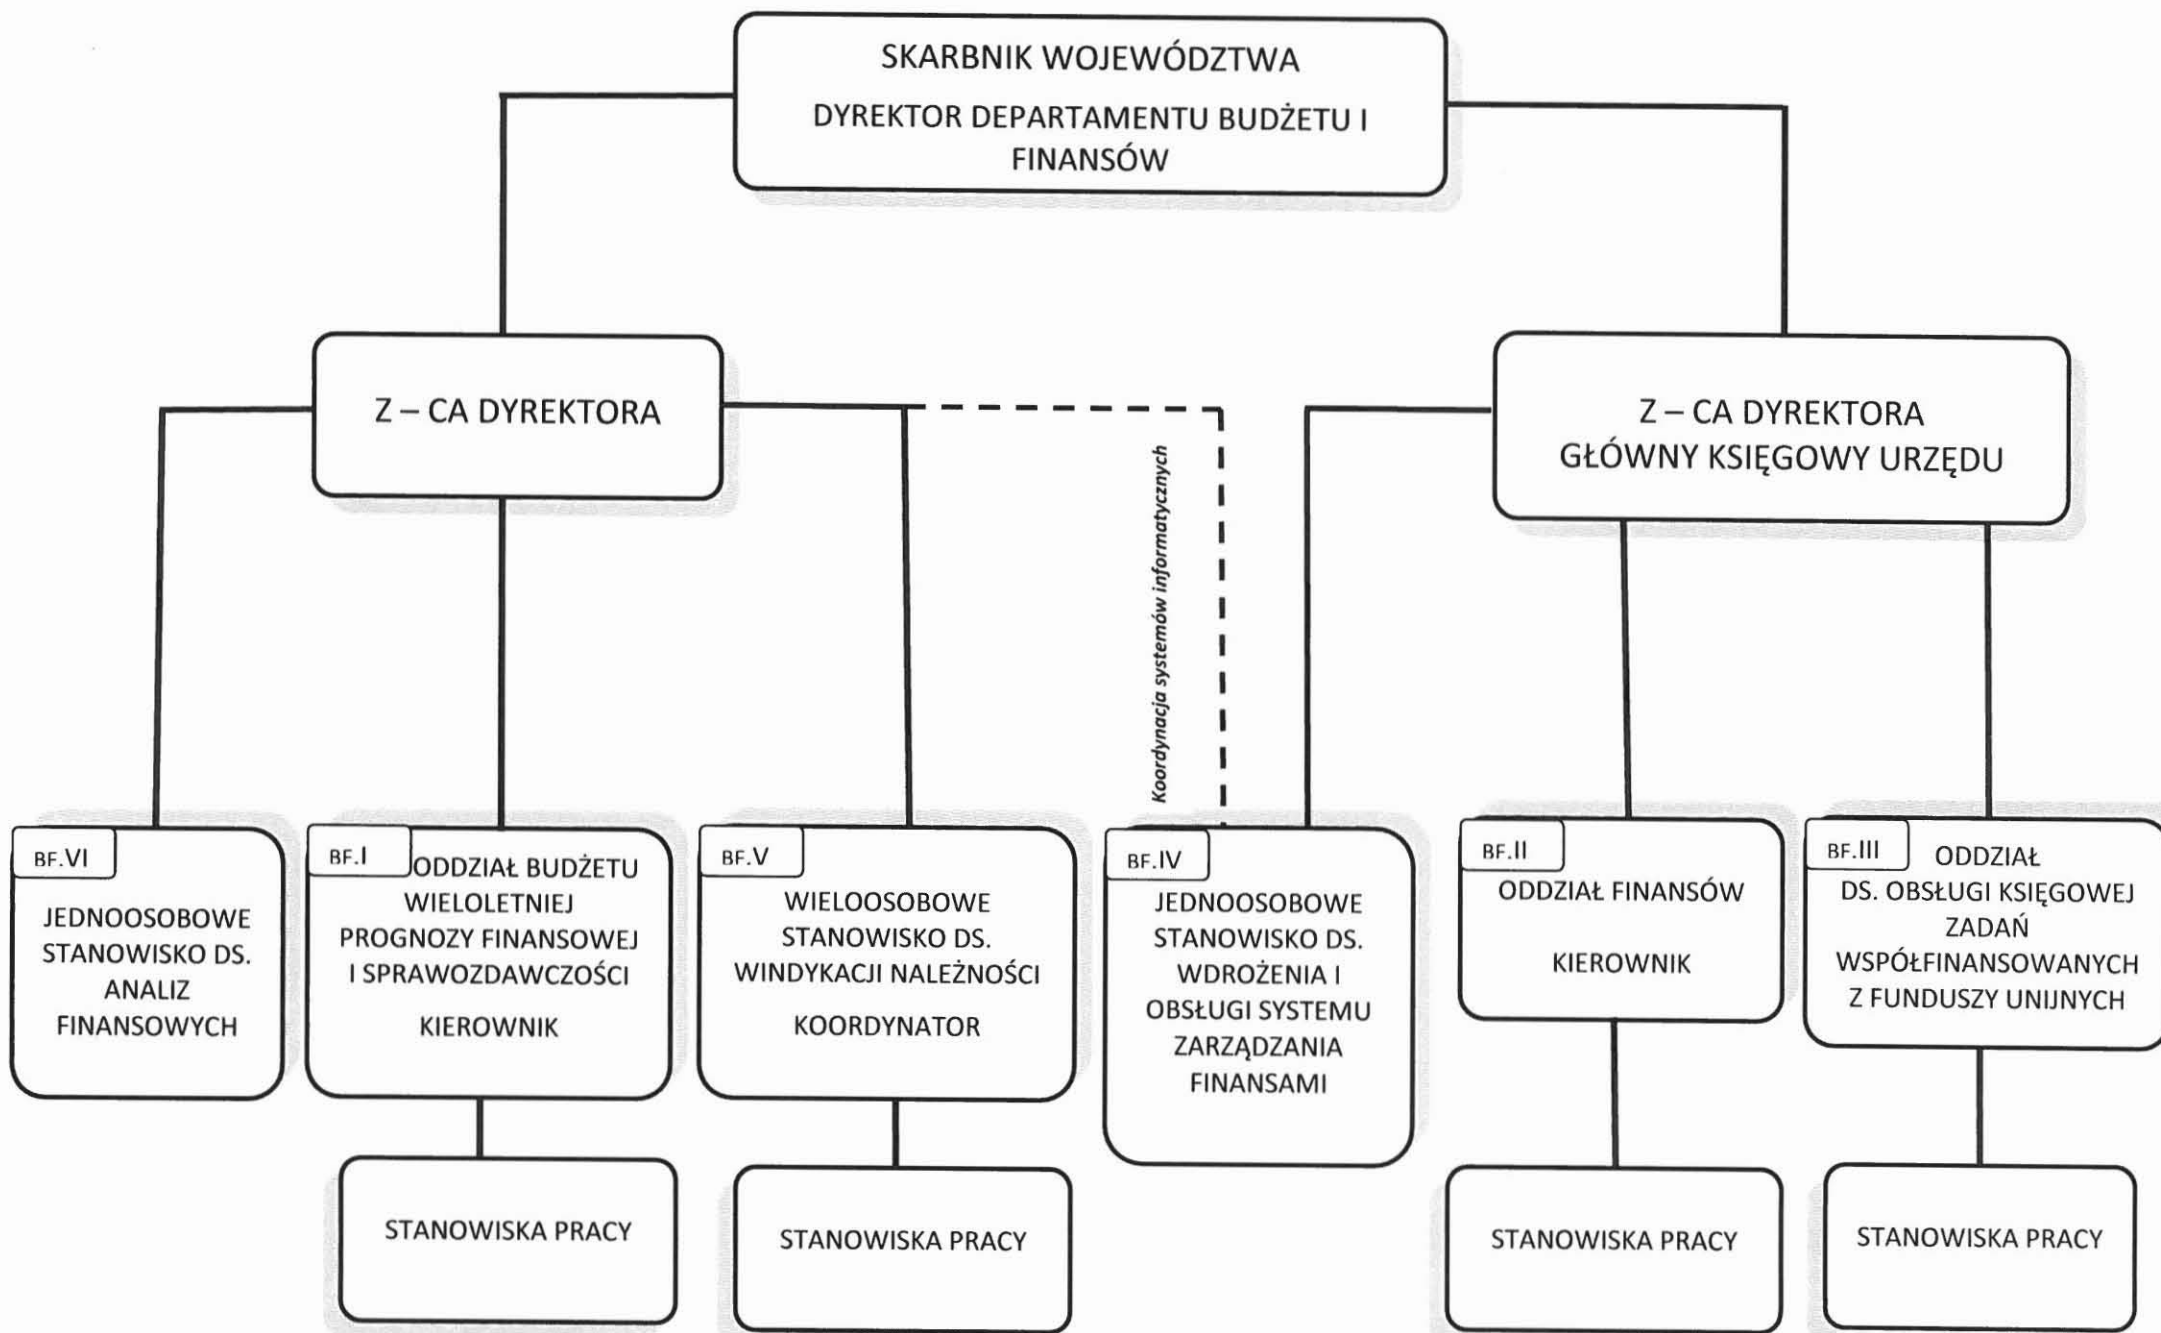 SKARBNIK WOJEWÓDZTWA
DYREKTOR DEPARTAMENTU BUDŻETU I
FINANSÓW
Z – CA DYREKTORA
Z – CA DYREKTORA
GŁÓWNY KSIĘGOWY URZĘDU
Koordynacja systemów informatycznych
BF.VI
JEDNOOSOBOWE
STANOWISKO DS.
ANALIZ
FINANSOWYCH
BF.I
ODDZIAŁ BUDŻETU
WIELOLETNIEJ
PROGNOZY FINANSOWEJ
I SPRAWOZDAWCZOŚCI
KIEROWNIK
BF.V
WIELOOSOBOWE
STANOWISKO DS.
WINDYKACJI NALEŻNOŚCI
KOORDYNATOR
BF.IV
JEDNOOSOBOWE
STANOWISKO DS.
WDROŻENIA I
OBSŁUGI SYSTEMU
ZARZĄDZANIA
FINANSAMI
BF.II
ODDZIAŁ FINANSÓW
KIEROWNIK
BF.III
ODDZIAŁ
DS. OBSŁUGI KSIĘGOWEJ
ZADAŃ
WSPÓŁFINANSOWANYCH
Z FUNDUSZY UNIJNYCH
STANOWISKA PRACY
STANOWISKA PRACY
STANOWISKA PRACY
STANOWISKA PRACY